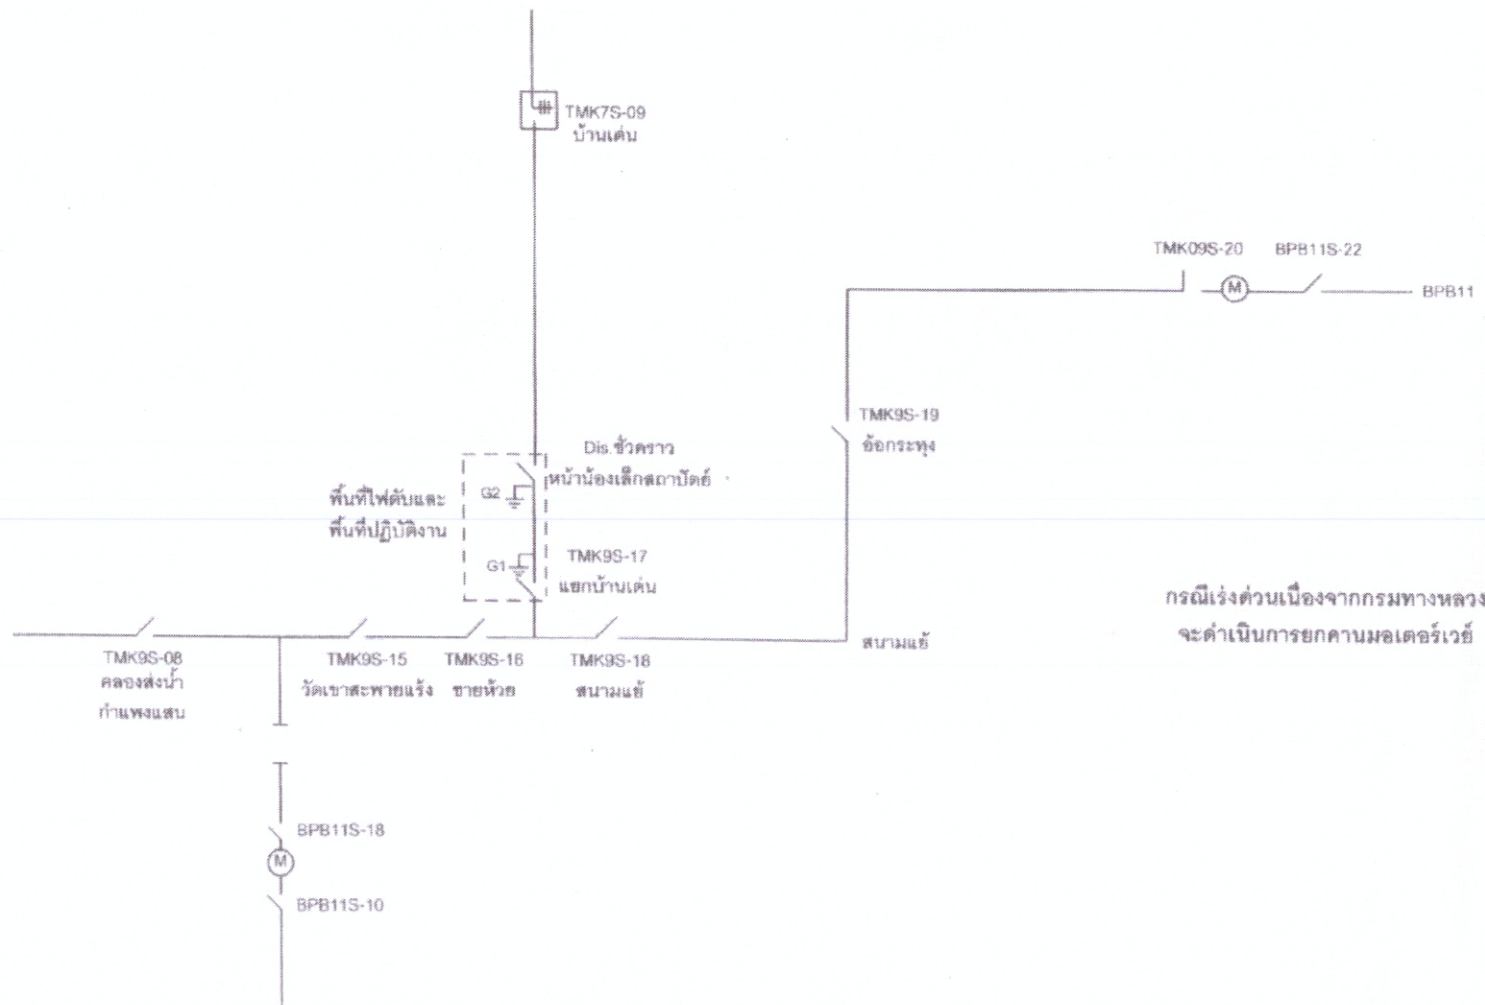 TMK7S-09
บ้านเด่น
TMK09S-20
BPB11S-22
M
BPB11
TMK9S-19
อ้อกระทุง
Dis.ชั่วคราว
หน้าน้องเล็กสถาปัตย์
G2
พื้นที่ไฟดับและ
พื้นที่ปฏิบัติงาน
G1
TMK9S-17
แยกบ้านเด่น
กรณีเร่งด่วนเนื่องจากกรมทางหลวง
จะดำเนินการยกคานมอเตอร์เวย์
สนามแย้
TMK9S-08
คลองส่งน้ำ
กำแพงแสน
TMK9S-15
วัดเขาสะพายแร้ง
TMK9S-16
ชายห้วย
TMK9S-18
สนามแย้
BPB11S-18
M
BPB11S-10